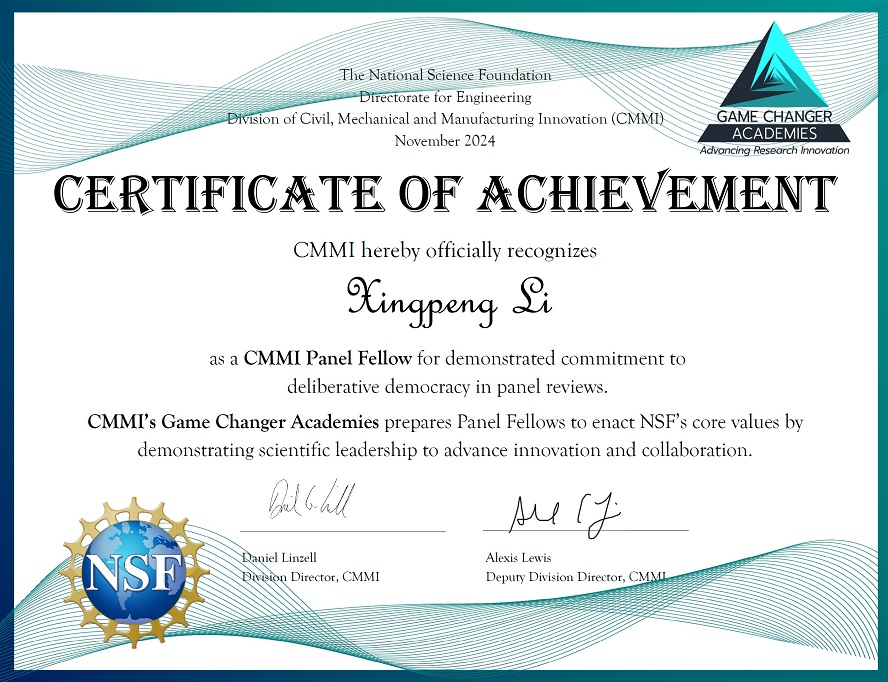 The National Science Foundation
Directorate for Engineering
Division of Civil, Mechanical and Manufacturing Innovation (CMMI)
November 2024
GAME CHANGER
ACADEMIES
Advancing Research Innovation
CERTIFICATE OF ACHIEVEMENT
CMMI hereby officially recognizes
Xingpeng Li
as a CMMI Panel Fellow for demonstrated commitment to
deliberative democracy in panel reviews.
CMMI's Game Changer Academies prepares Panel Fellows to enact NSF's core values by
demonstrating scientific leadership to advance innovation and collaboration.
Daniel Linzell
Division Director, CMMI
Alexis Lewis
Deputy Division Director, CMMI
NSF